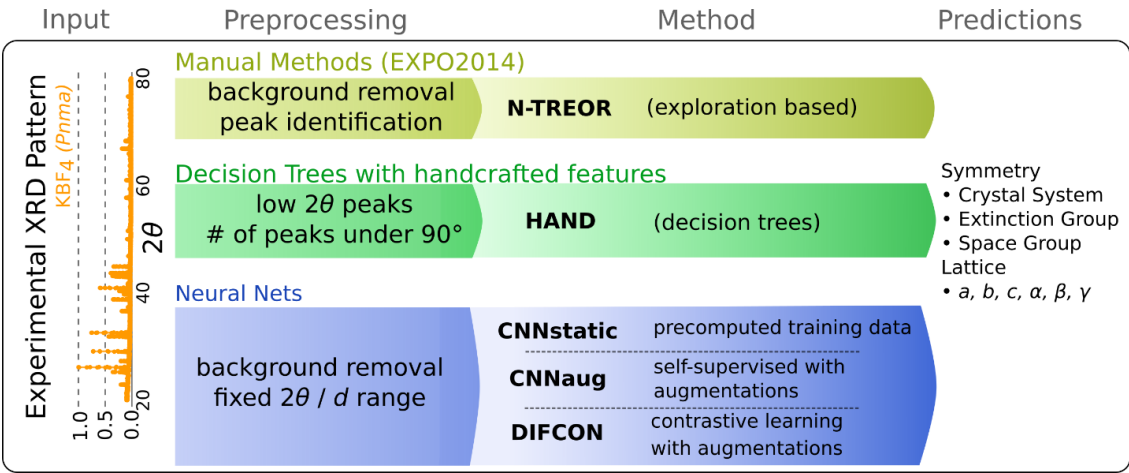 Input
Preprocessing
Method
Predictions
Experimental XRD Pattern
KBF4 (Pnma)
2θ
80
60
40
20
1.0
0.5
0.0
Manual Methods (EXPO2014)
background removal
peak identification
N-TREOR (exploration based)
Decision Trees with handcrafted features
low 2θ peaks
# of peaks under 90°
HAND (decision trees)
Neural Nets
background removal
fixed 2θ / d range
CNNstatic precomputed training data
CNNaug self-supervised with
augmentations
DIFCON contrastive learning
with augmentations
Symmetry
• Crystal System
• Extinction Group
• Space Group
Lattice
• a, b, c, α, β, γ